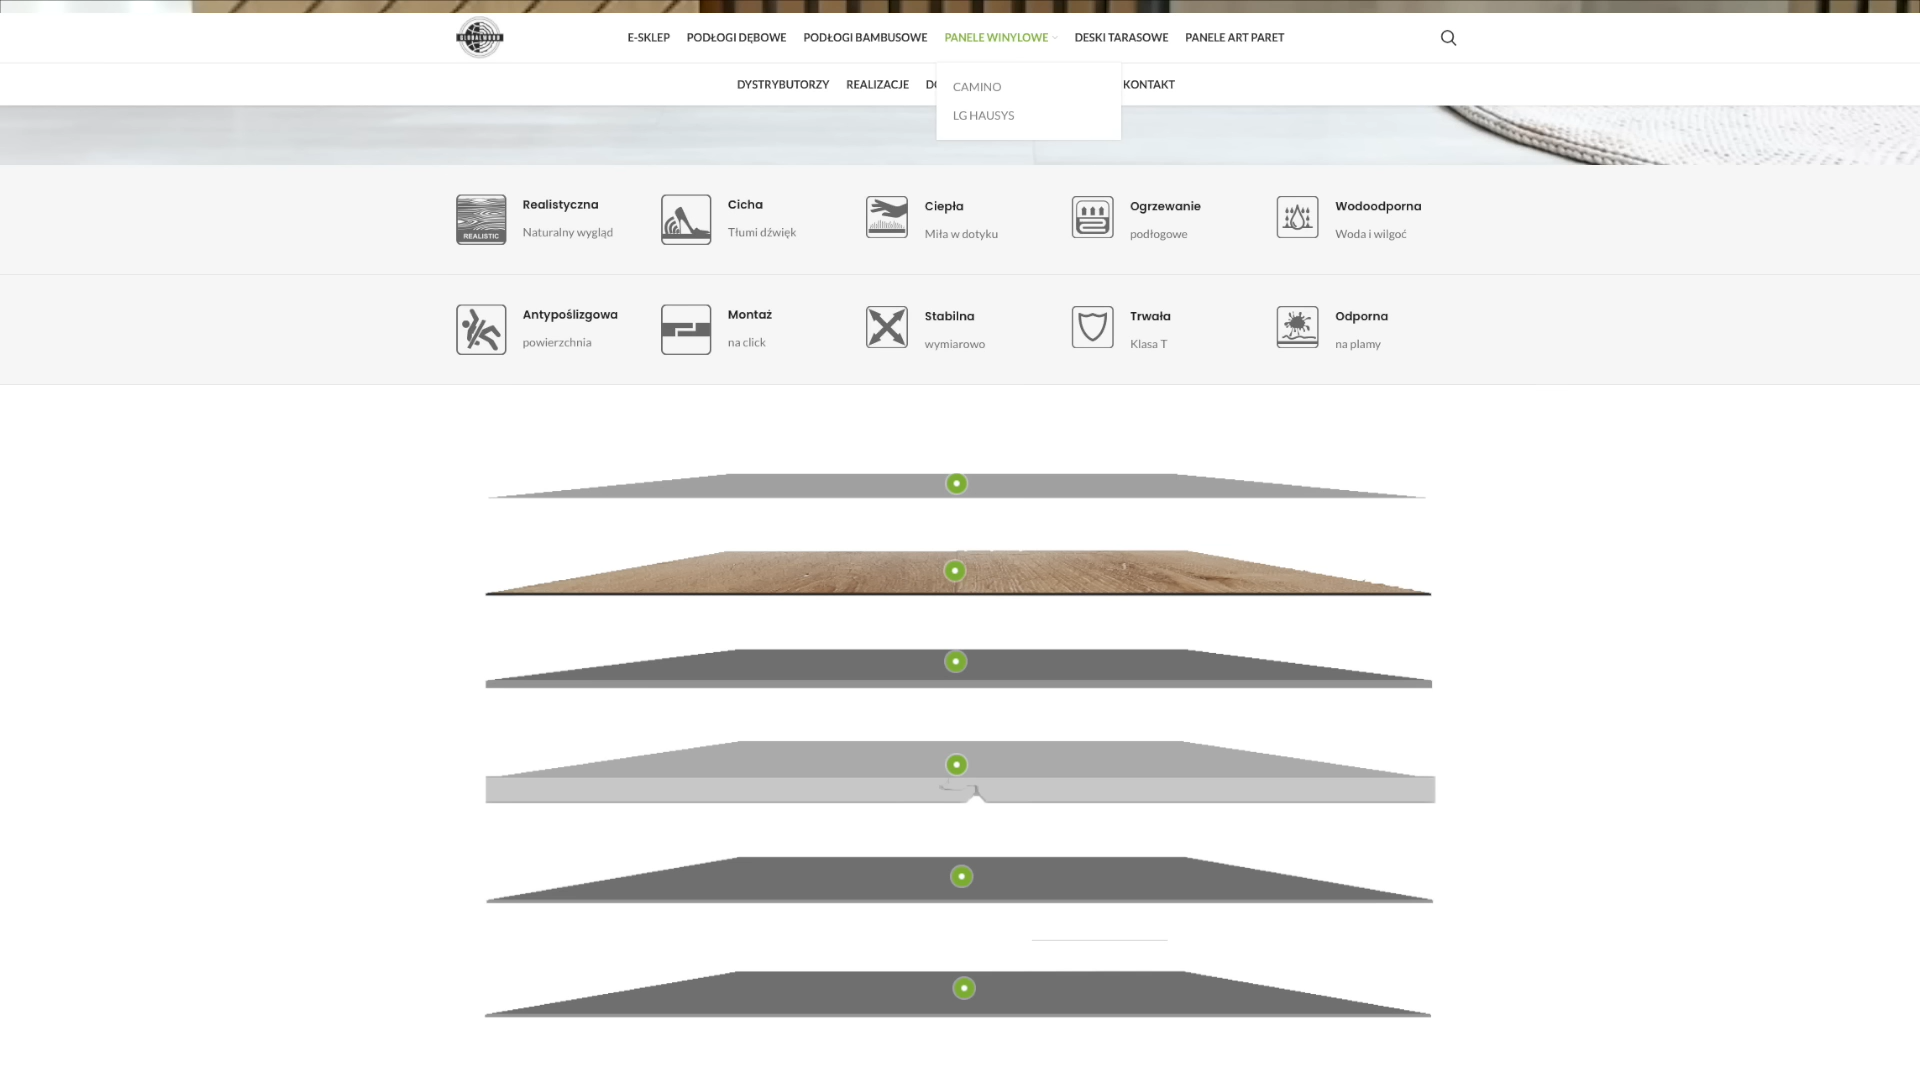 E-SKLEP PODŁOGI DĘBOWE PODŁOGI BAMBUSOWE PANELE WINYLOWE DESKI TARASOWE PANELE ART PARET
DYSTRYBUTORZY REALIZACJE KONTAKT
CAMINO
LG HAUSYS
REALISTIC
Realistyczna
Naturalny wygląd
Cicha
Tłumi dźwięk
Ciepła
Miła w dotyku
Ogrzewanie
podłogowe
Wodoodporna
Woda i wilgoć
Antypoślizgowa
powierzchnia
Montaż
na click
Stabilna
wymiarowo
Trwała
Klasa T
Odporna
na plamy